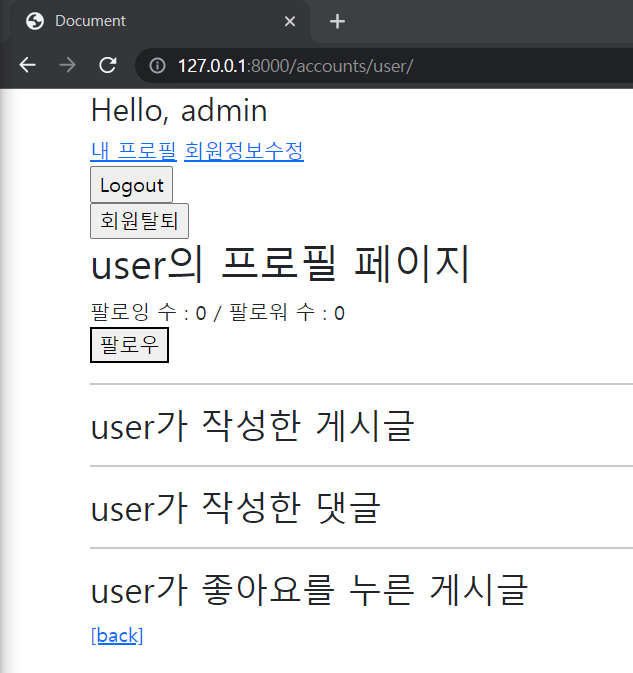 Document
127.0.0.1:8000/accounts/user/
Hello, admin
내 프로필 회원정보수정
Logout
회원탈퇴
user의 프로필 페이지
팔로잉 수 : 0 / 팔로워 수 : 0
팔로우
user가 작성한 게시글
user가 작성한 댓글
user가 좋아요를 누른 게시글
[back]